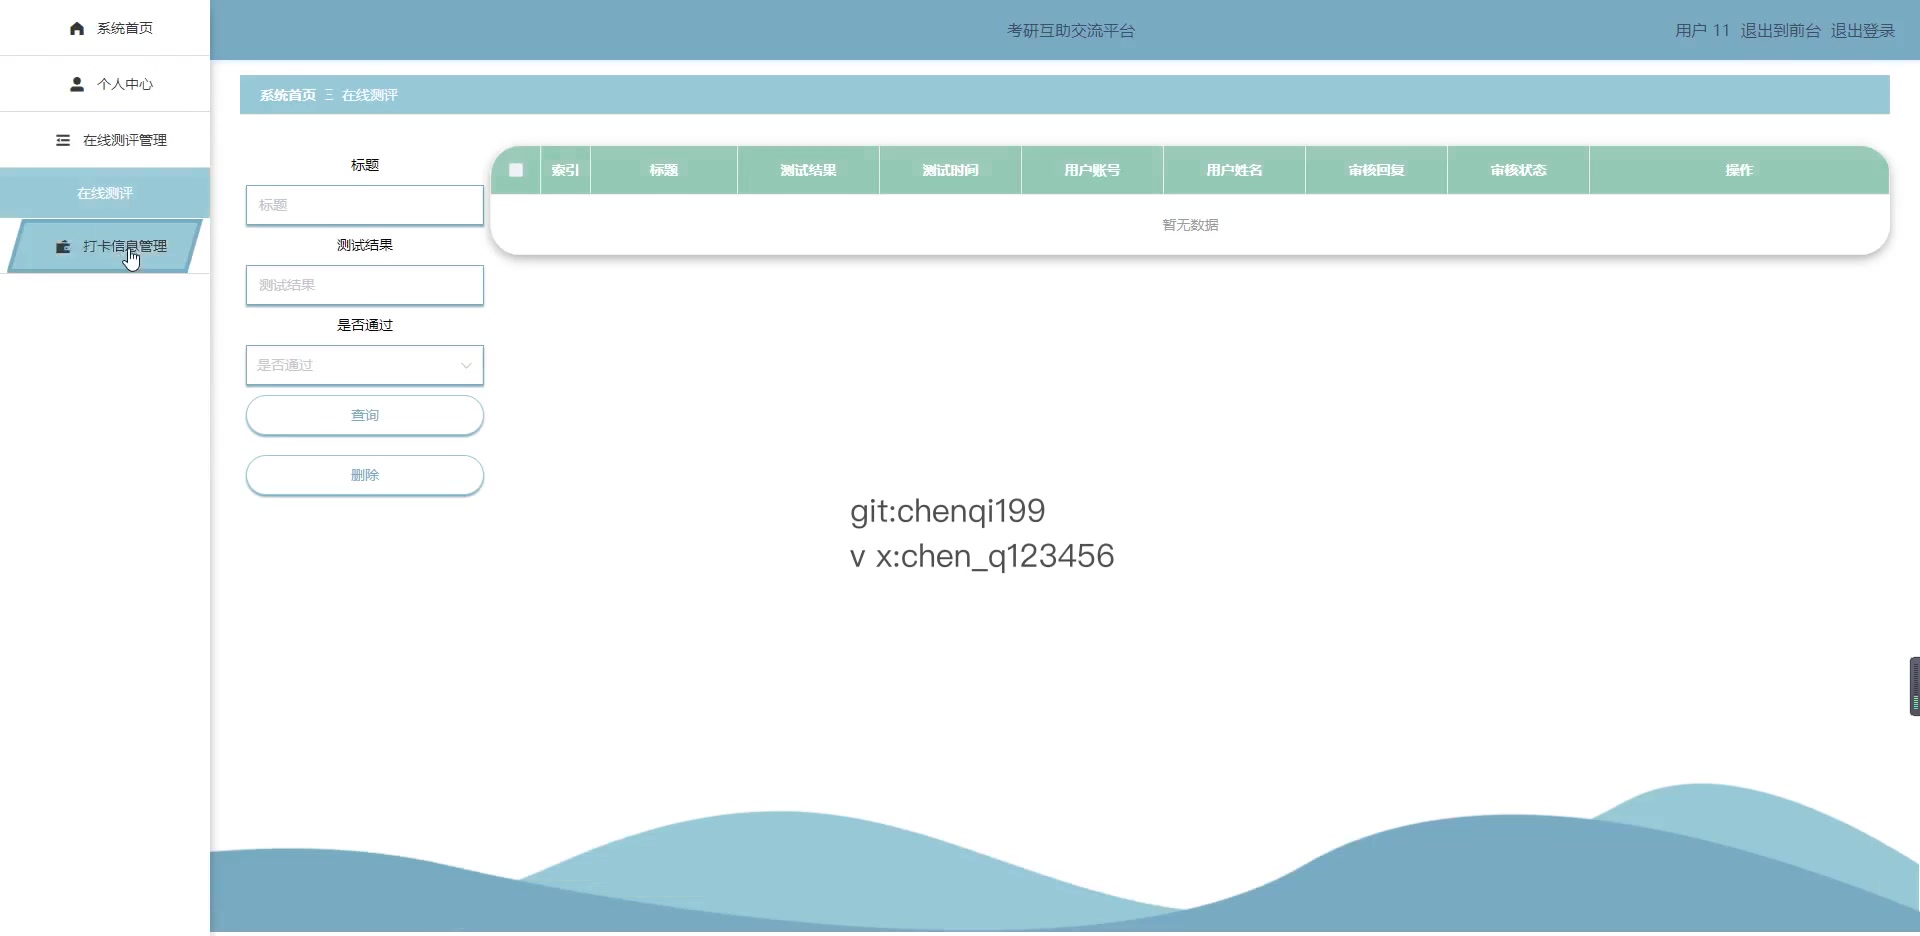 系统首页
个人中心
在线测评管理
在线测评
打卡信息管理
考研互助交流平台
用户 11 退出到前台 退出登录
系统首页 Ξ 在线测评
标题
标题
测试结果
测试结果
是否通过
是否通过
查询
删除
索引 标题 测试结果 测试时间 用户账号 用户姓名 审核回复 审核状态 操作
暂无数据
git:chenqi199
v x:chen_q123456